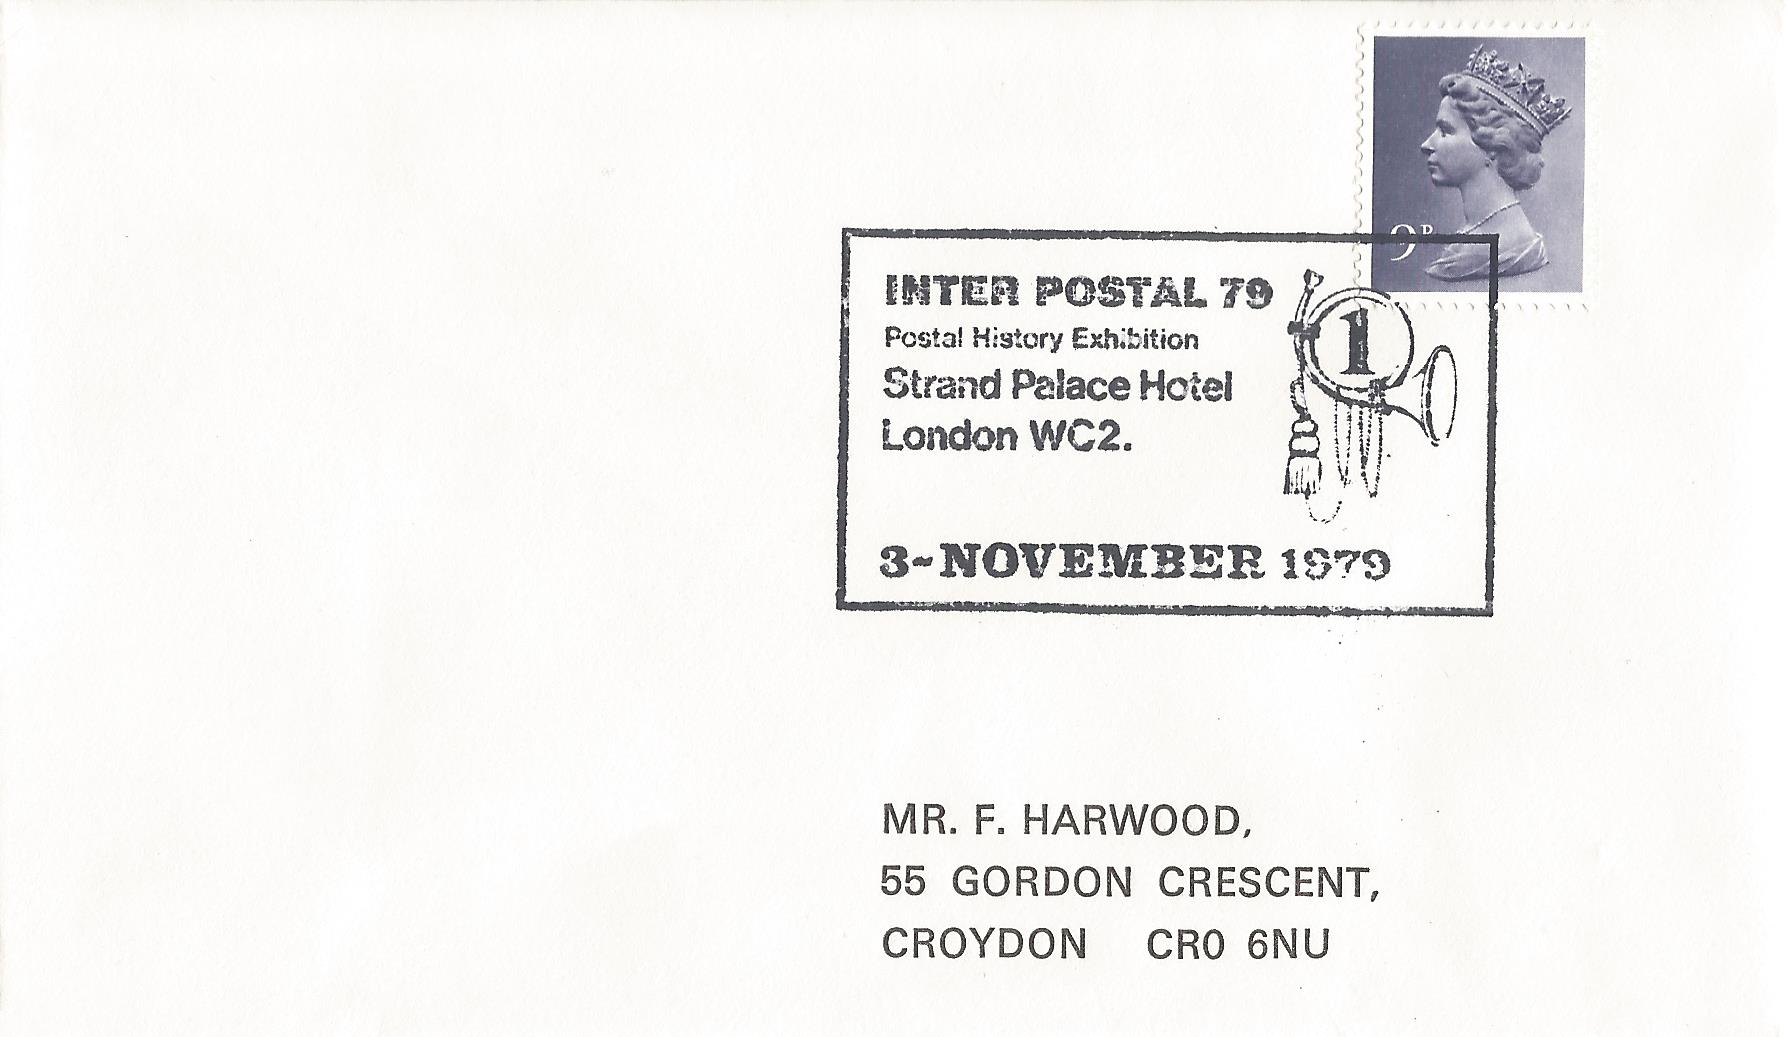 9P
INTER POSTAL 79
Postal History Exhibition
Strand Palace Hotel
London WC2.
1
3-NOVEMBER 1979
MR. F. HARWOOD,
55 GORDON CRESCENT,
CROYDON CR0 6NU